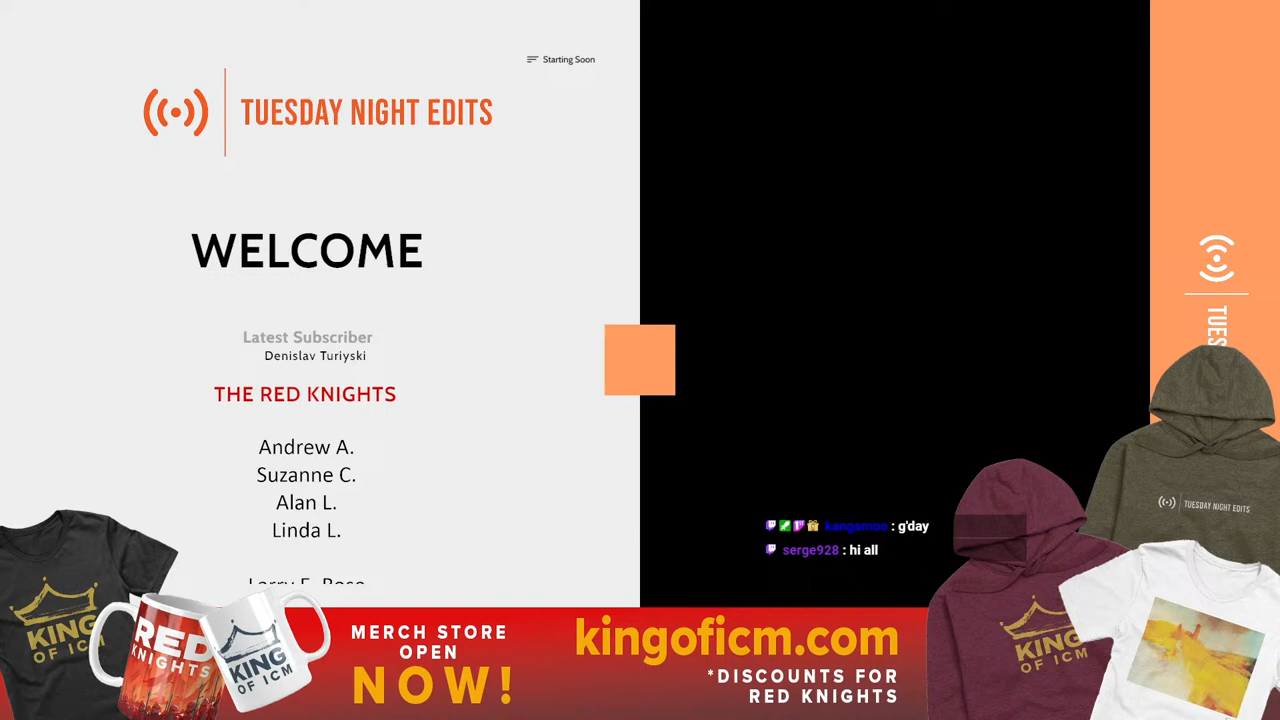 Starting Soon
TUESDAY NIGHT EDITS
WELCOME
Latest Subscriber
Denislav Turiyski
THE RED KNIGHTS
Andrew A.
Suzanne C.
Alan L.
Linda L.
kangamoo : g'day
serge928 : hi all
TUES
TUESDAY NIGHT EDITS
KING
OF ICM
RED
KNIGHTS
KING
OF ICM
MERCH STORE
OPEN
NOW!
kingoficm.com
*DISCOUNTS FOR
RED KNIGHTS
KING
OF ICM